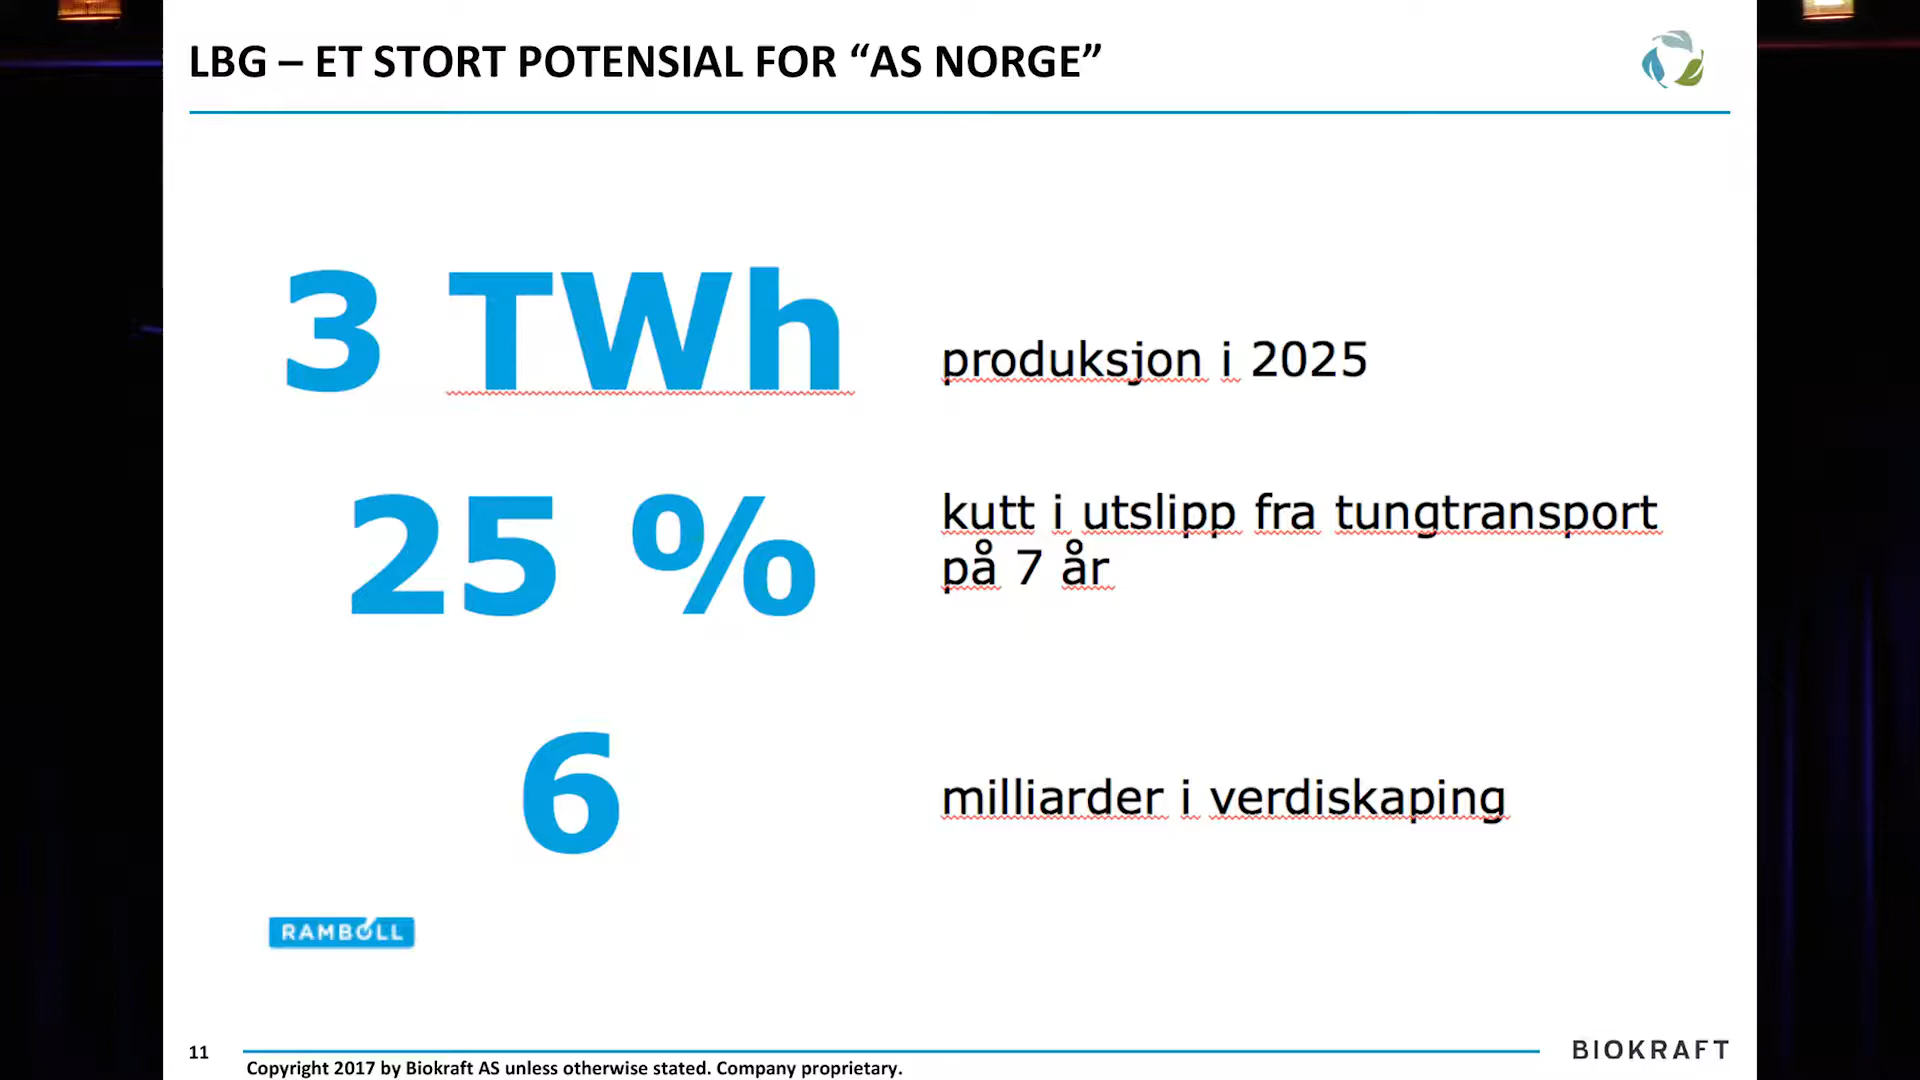 LBG – ET STORT POTENSIAL FOR “AS NORGE”
3 TWh
produksjon i 2025
25 %
kutt i utslipp fra tungtransport
på 7 år
6
milliarder i verdiskaping
RAMBØLL
11
Copyright 2017 by Biokraft AS unless otherwise stated. Company proprietary.
BIOKRAFT